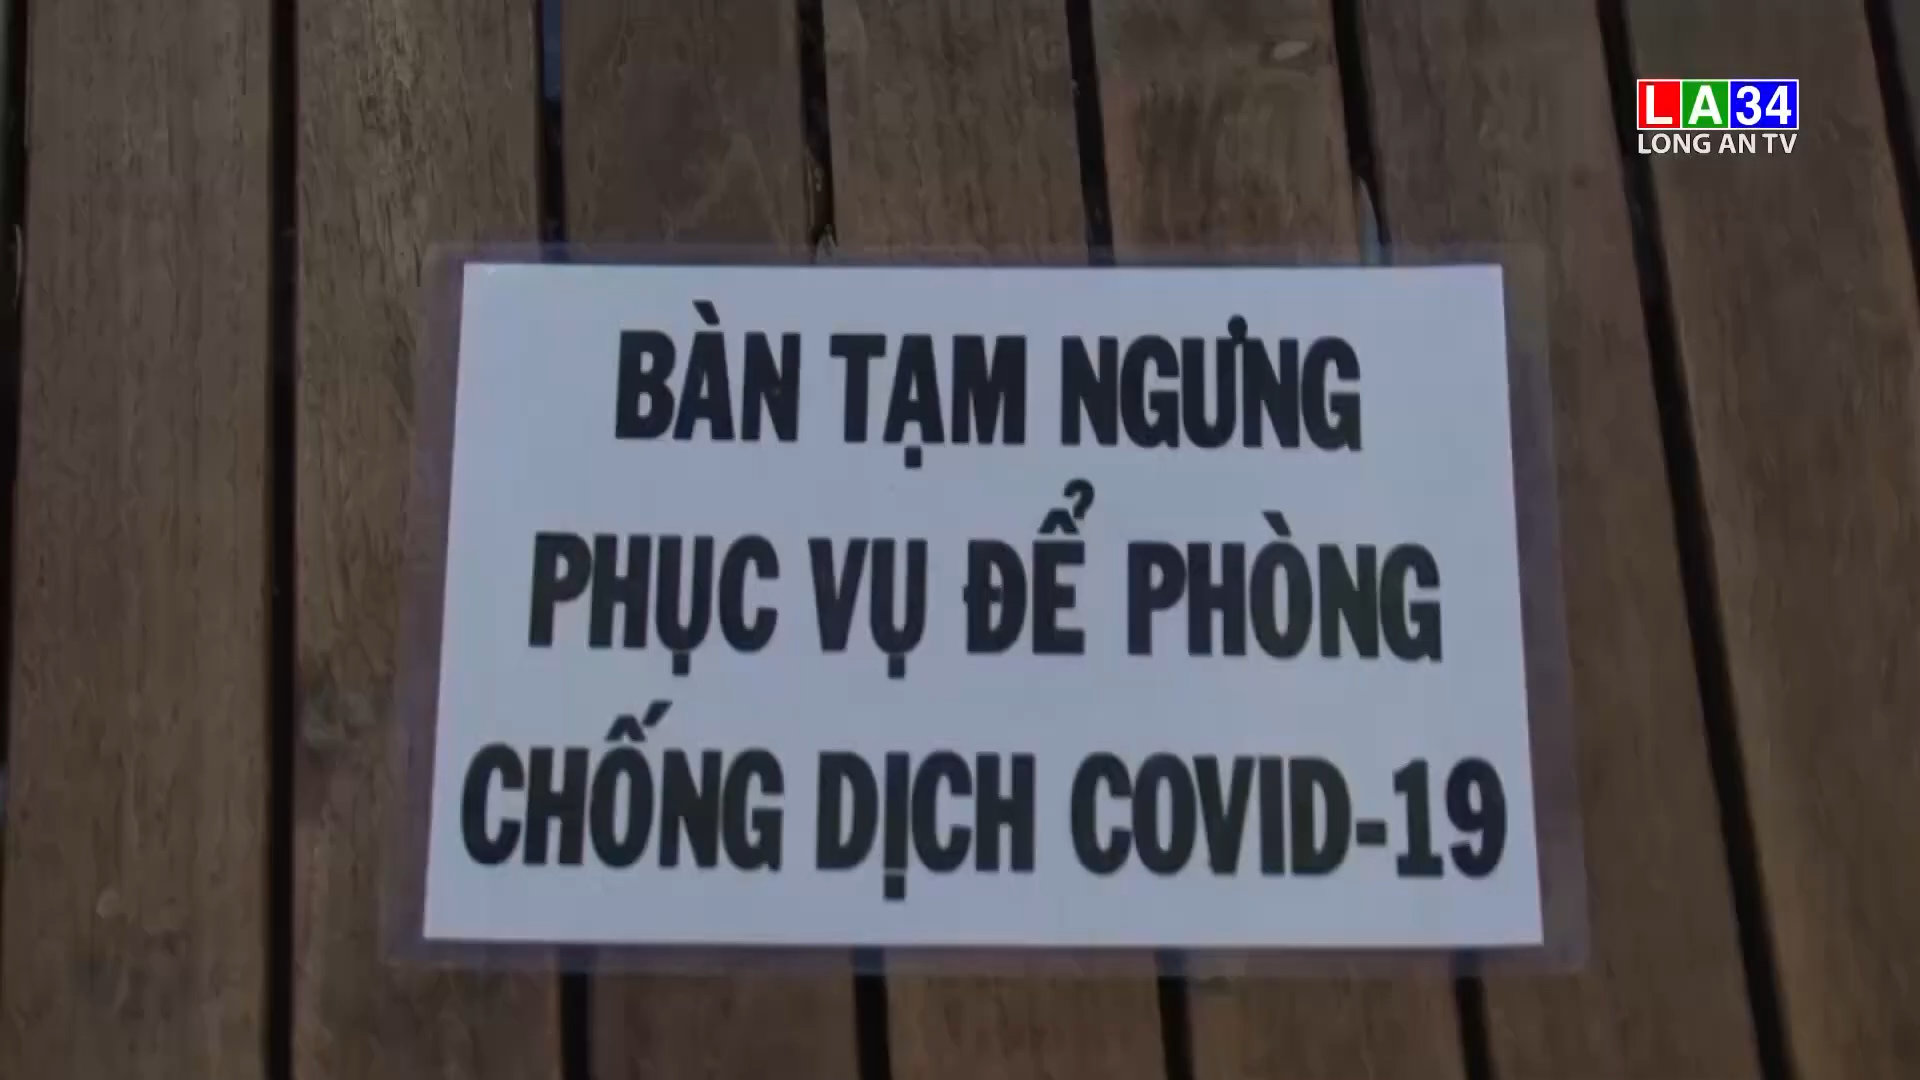 LA34
LONG AN TV
BÀN TẠM NGƯNG
PHỤC VỤ ĐỂ PHÒNG
CHỐNG DỊCH COVID-19